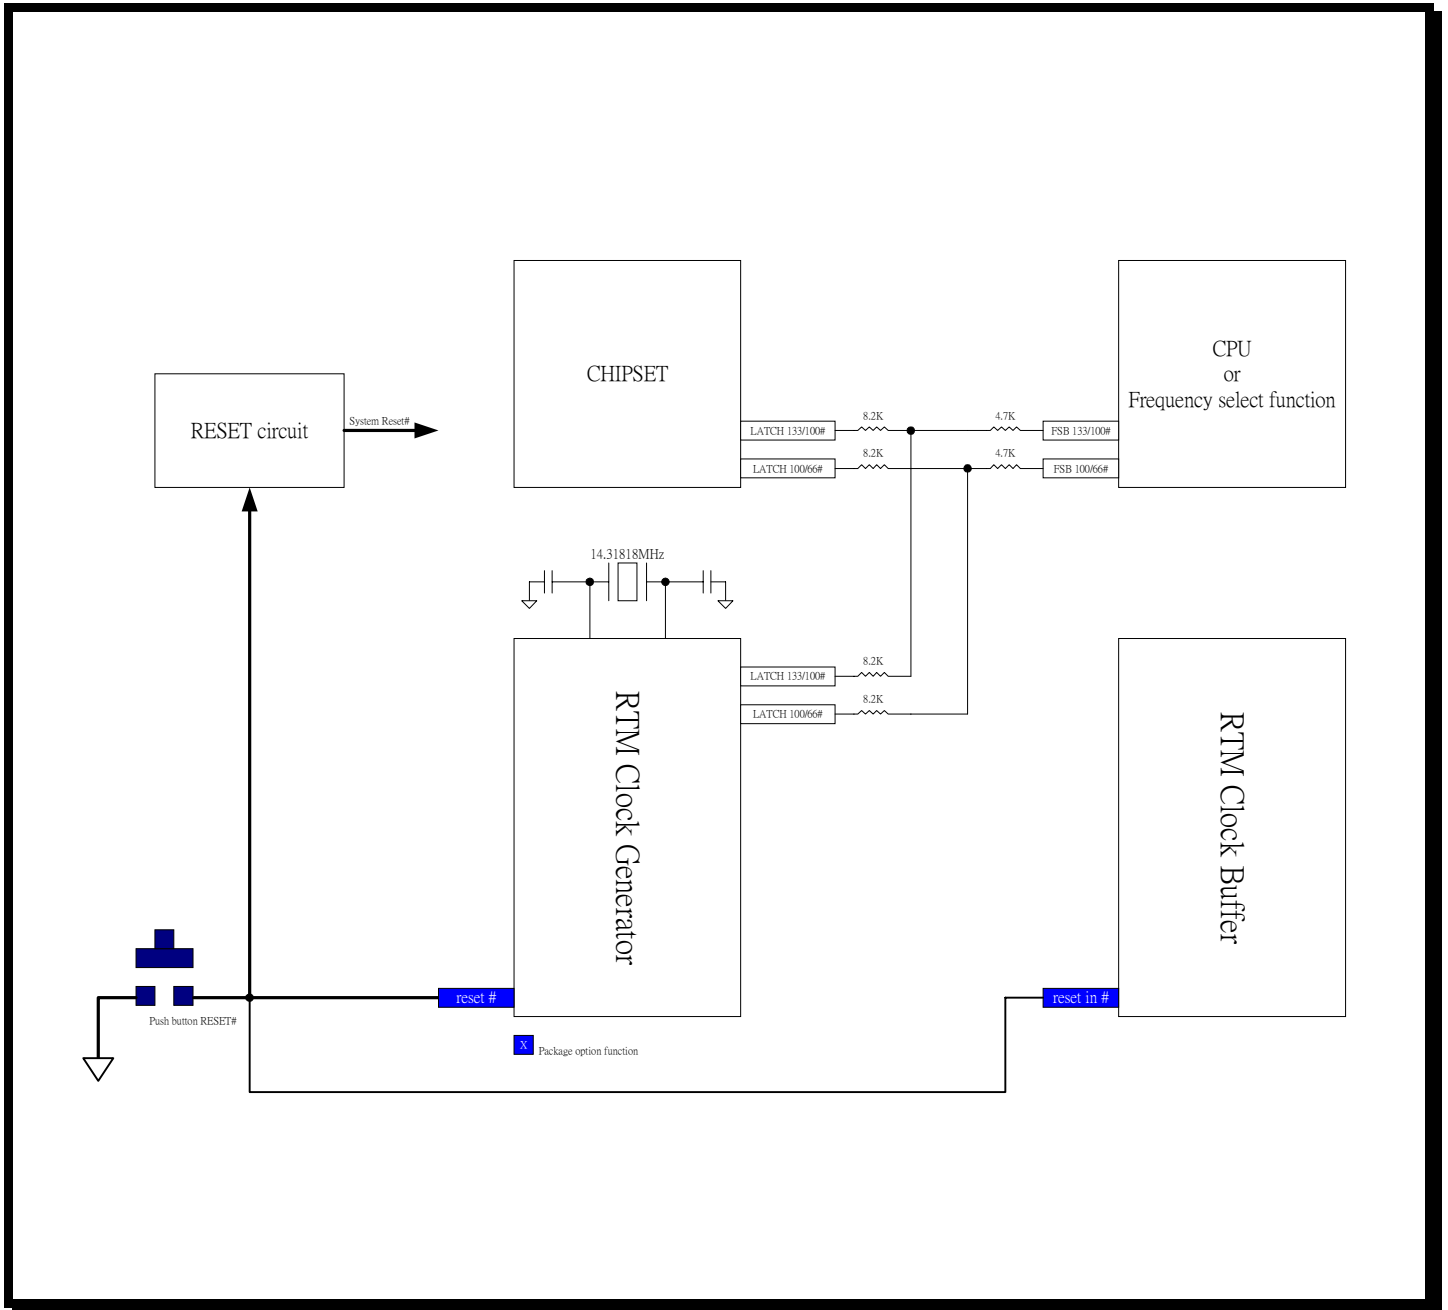 CHIPSET
CPU
or
Frequency select function
RESET circuit
System Reset#
LATCH 133/100#
8.2K
4.7K
FSB 133/100#
LATCH 100/66#
8.2K
4.7K
FSB 100/66#
14.31818MHz
RTM Clock Generator
LATCH 133/100#
8.2K
LATCH 100/66#
8.2K
RTM Clock Buffer
reset #
reset in #
Push button RESET#
X
Package option function